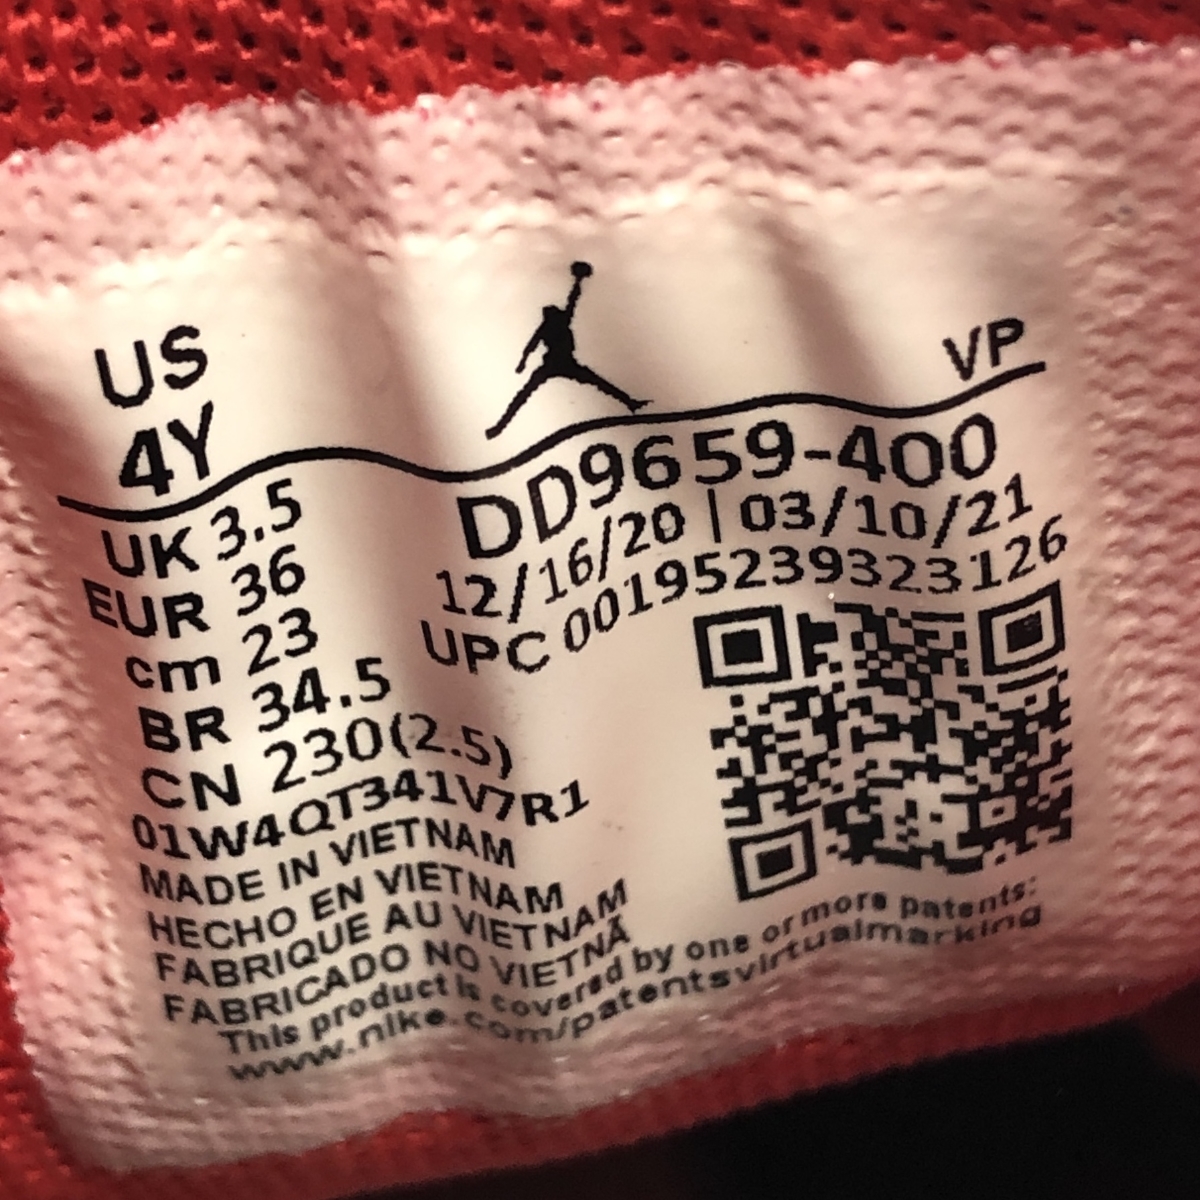 US
4Y
VP
UK 3.5
EUR 36
cm 23
BR 34.5
CN 230(2.5)
DD9659-400
12/16/20 | 03/10/21
UPC 00195239323126
01W4QT341V7R1
MADE IN VIETNAM
HECHO EN VIETNAM
FABRIQUE AU VIETNAM
FABRICADO NO VIETNÃ
This product is covered by one or more patents:
www.nike.com/patentsvirtualmarking